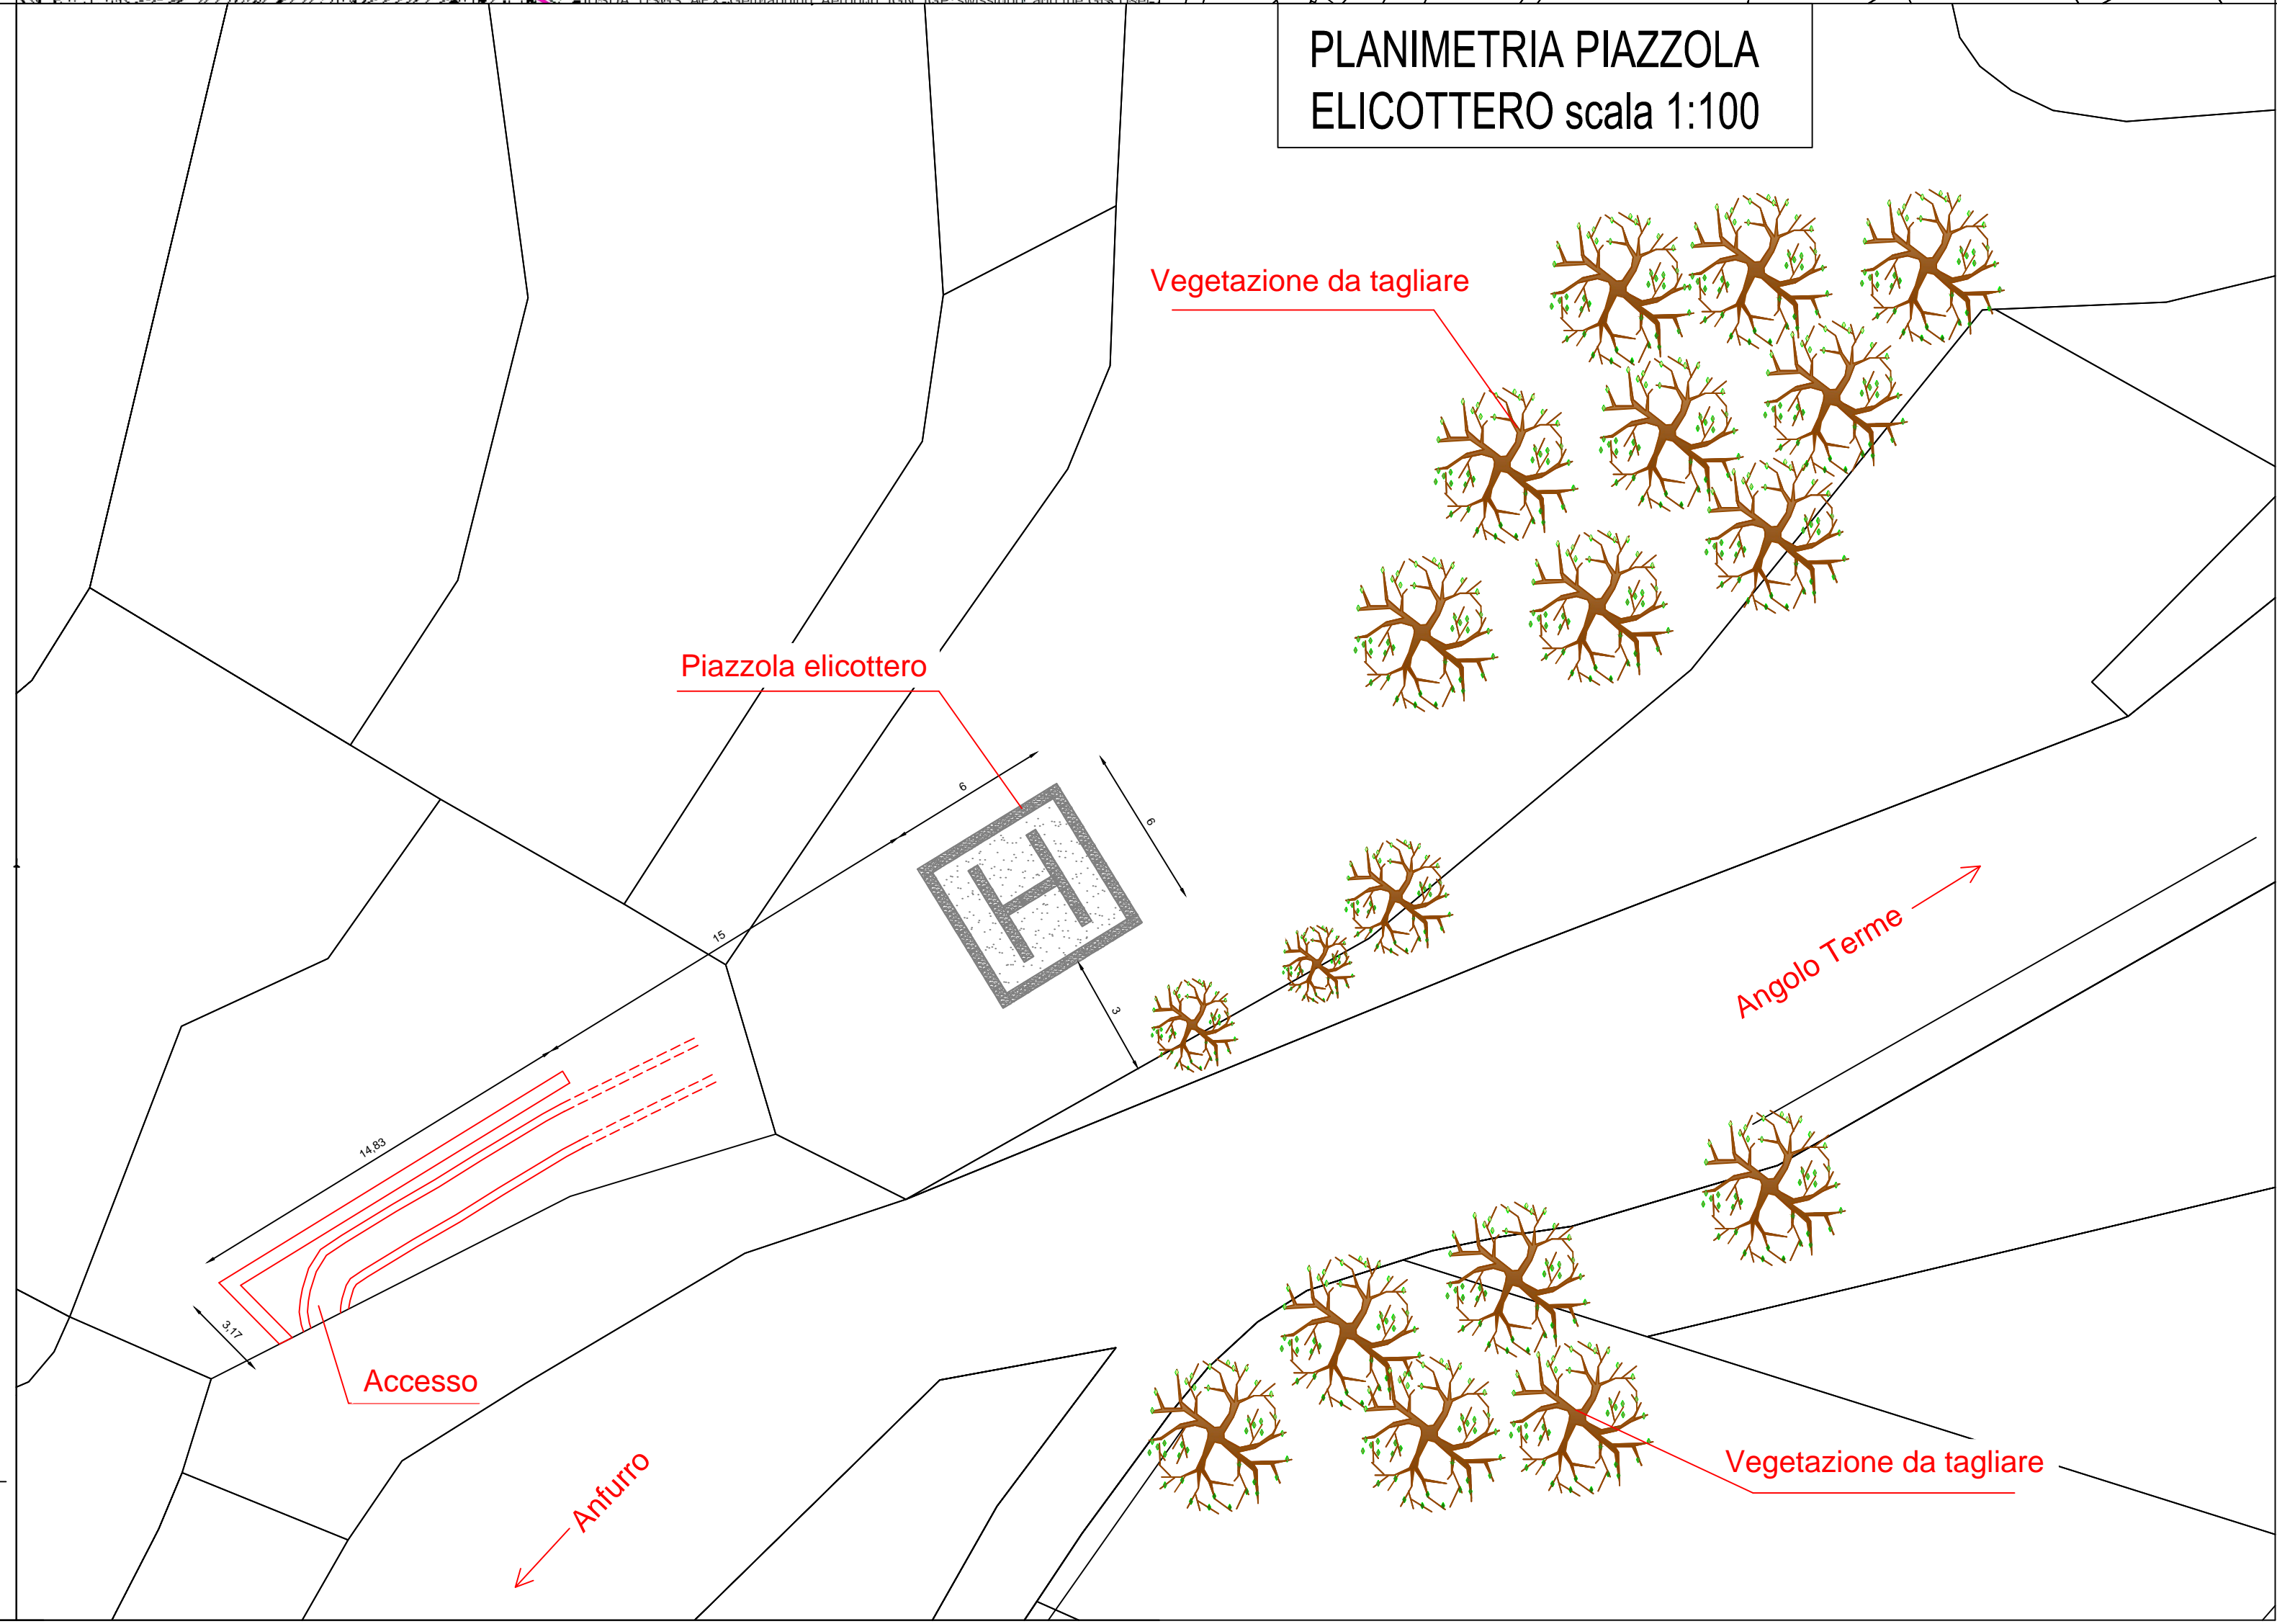 PLANIMETRIA PIAZZOLA
ELICOTTERO scala 1:100
Vegetazione da tagliare
Piazzola elicottero
6
6
15
3
Angolo Terme
14,83
3,17
Accesso
Anfurro
Vegetazione da tagliare
H